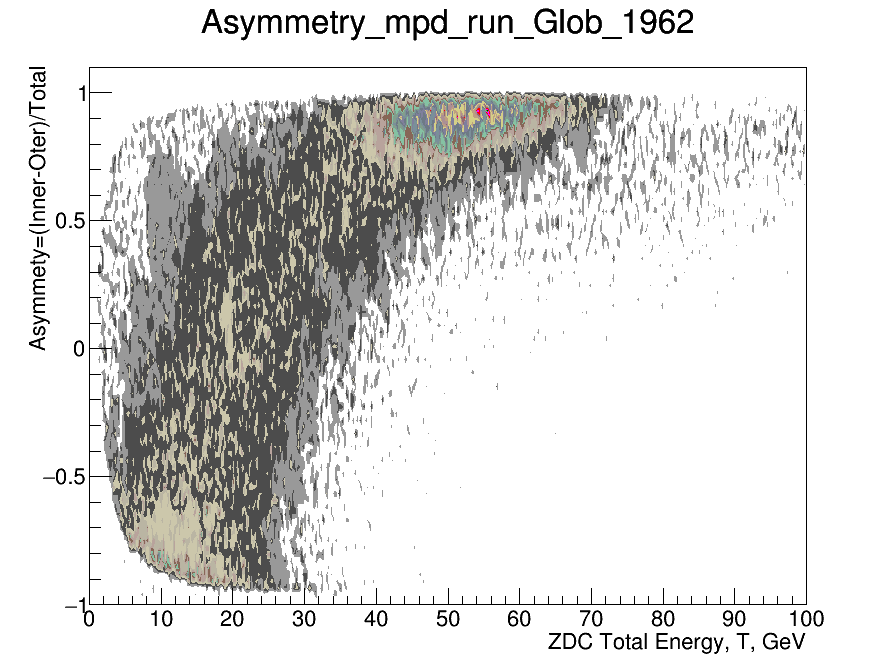 Asymmetry_mpd_run_Glob_1962
Asymmety=(Inner-Oter)/Total
1
0.5
0
−0.5
−1
0 10 20 30 40 50 60 70 80 90 100
ZDC Total Energy, T, GeV